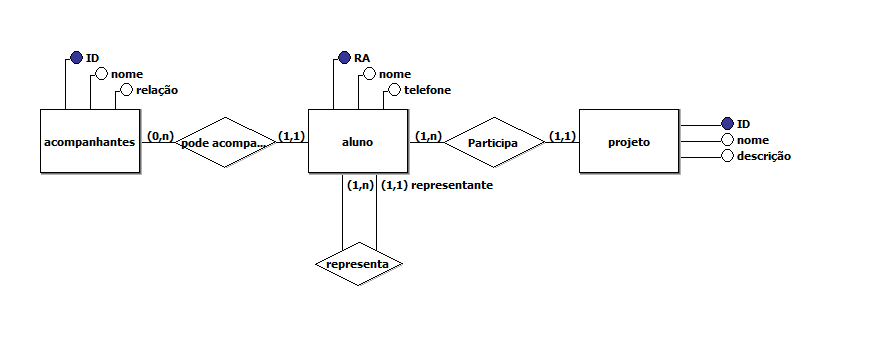 ID
nome
relação
acompanhantes
(0,n)
pode acompa...
(1,1)
RA
nome
telefone
aluno
(1,n)
Participa
(1,1)
projeto
ID
nome
descrição
(1,n)
(1,1) representante
representa